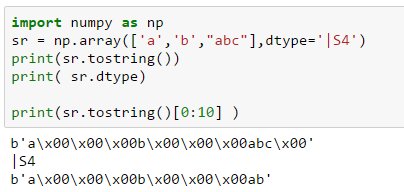 import numpy as np
sr = np.array(['a','b',"abc"],dtype='|S4')
print(sr.tostring())
print( sr.dtype)
print(sr.tostring()[0:10] )
b'a\x00\x00\x00b\x00\x00\x00abc\x00'
|S4
b'a\x00\x00\x00b\x00\x00\x00ab'